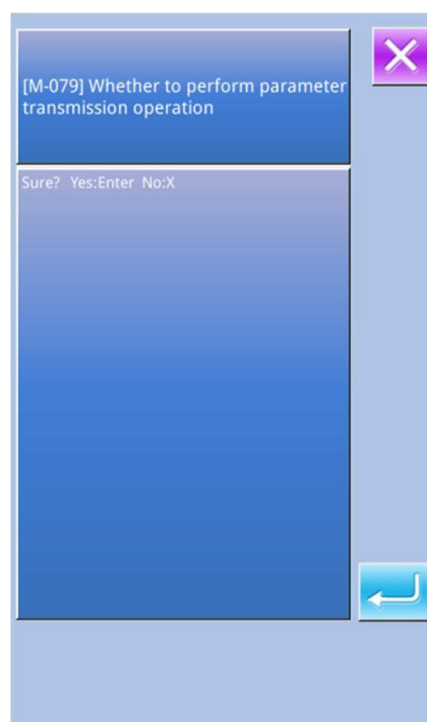 [M-079] Whether to perform parameter
transmission operation
Sure? Yes:Enter No:X